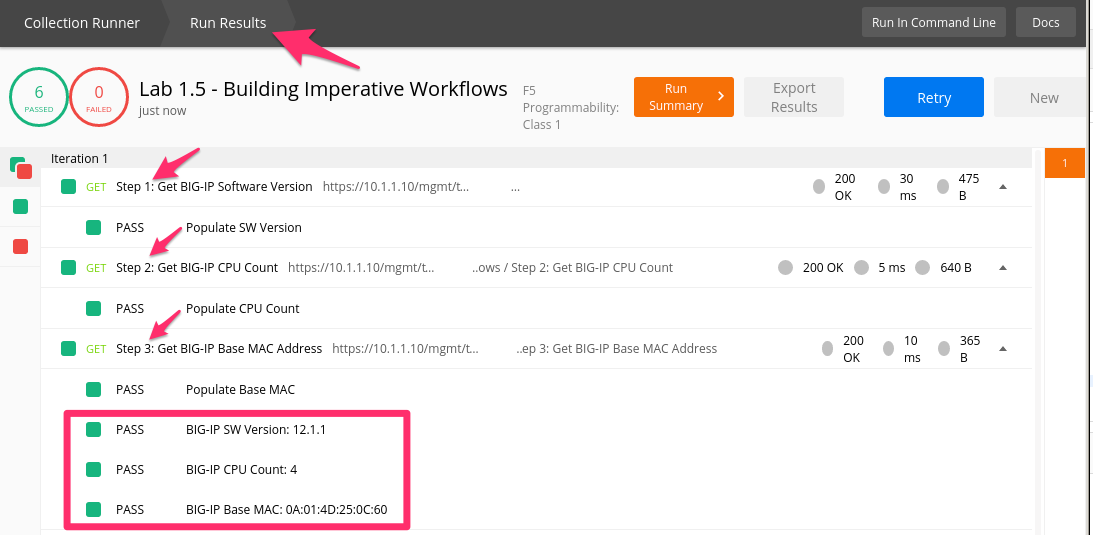 Collection Runner
Run Results
Run In Command Line
Docs
6
PASSED
0
FAILED
Lab 1.5 - Building Imperative Workflows
just now
F5
Programmability:
Class 1
Run
Summary
Export
Results
Retry
New
Iteration 1
1
GET Step 1: Get BIG-IP Software Version https://10.1.1.10/mgmt/t... ... 200 OK 30 ms 475 B
PASS Populate SW Version
GET Step 2: Get BIG-IP CPU Count https://10.1.1.10/mgmt/t... ..ows / Step 2: Get BIG-IP CPU Count 200 OK 5 ms 640 B
PASS Populate CPU Count
GET Step 3: Get BIG-IP Base MAC Address https://10.1.1.10/mgmt/t... ..ep 3: Get BIG-IP Base MAC Address 200 OK 10 ms 365 B
PASS Populate Base MAC
PASS BIG-IP SW Version: 12.1.1
PASS BIG-IP CPU Count: 4
PASS BIG-IP Base MAC: 0A:01:4D:25:0C:60